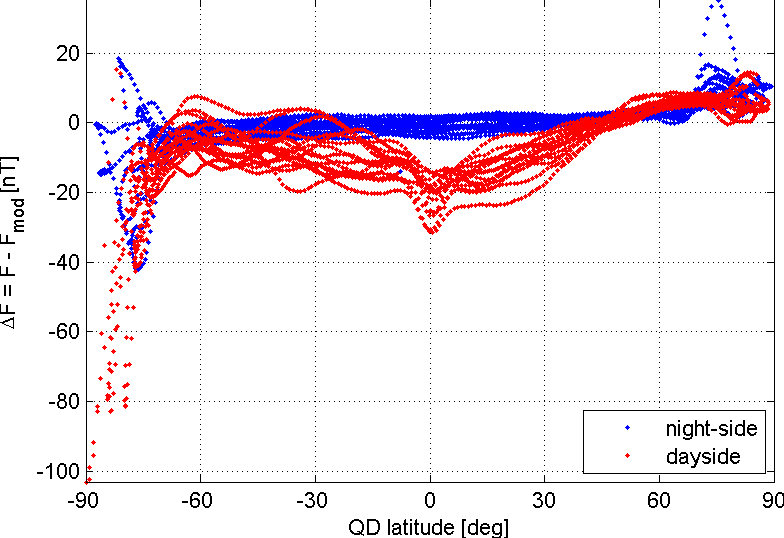 20
0
-20
-40
-60
-80
-100
ΔF = F - Fmod [nT]
-90 -60 -30 0 30 60 90
QD latitude [deg]
night-side
dayside